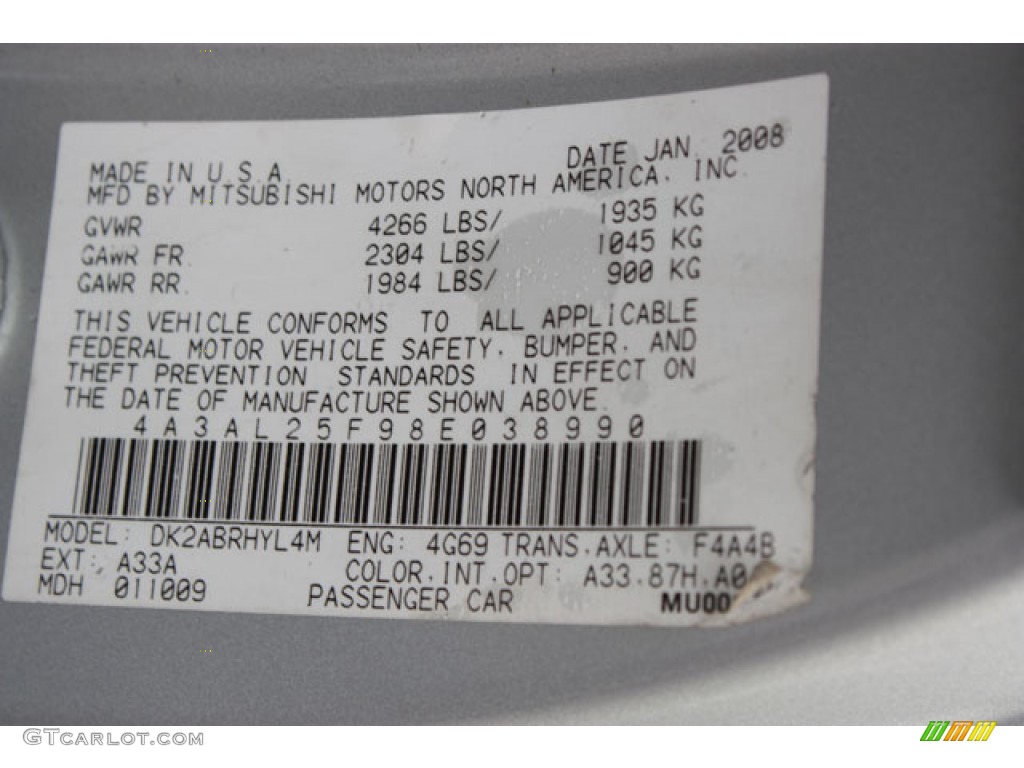 DATE JAN. 2008
MADE IN U.S.A.
MFD BY MITSUBISHI MOTORS NORTH AMERICA, INC.
GVWR 4266 LBS/ 1935 KG
GAWR FR. 2304 LBS/ 1045 KG
GAWR RR. 1984 LBS/ 900 KG
THIS VEHICLE CONFORMS TO ALL APPLICABLE
FEDERAL MOTOR VEHICLE SAFETY, BUMPER, AND
THEFT PREVENTION STANDARDS IN EFFECT ON
THE DATE OF MANUFACTURE SHOWN ABOVE.
4A3AL25F98E038990
MODEL: DK2ABRHYL4M ENG: 4G69 TRANS.AXLE: F4A4B
EXT: A33A COLOR.INT.OPT: A33.87H.A0
MDH 011009 PASSENGER CAR MU00
GTCarlot.com